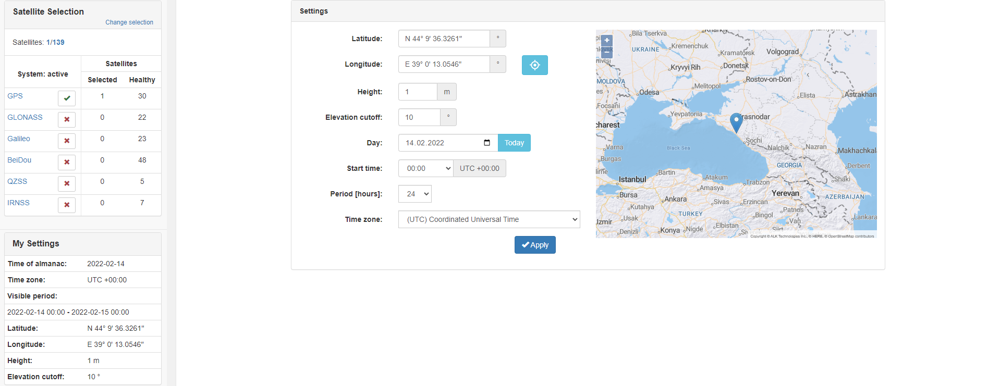 Satellite Selection
Change selection
Satellites: 1/139
System: active
Satellites
Selected Healthy
GPS 1 30
GLONASS 0 22
Galileo 0 23
BeiDou 0 48
QZSS 0 5
IRNSS 0 7
My Settings
Time of almanac: 2022-02-14
Time zone: UTC +00:00
Visible period:
2022-02-14 00:00 - 2022-02-15 00:00
Latitude: N 44° 9' 36.3261"
Longitude: E 39° 0' 13.0546"
Height: 1 m
Elevation cutoff: 10 °
Settings
Latitude: N 44° 9' 36.3261" °
Longitude: E 39° 0' 13.0546" °
Height: 1 m
Elevation cutoff: 10 °
Day: 14.02.2022 Today
Start time: 00:00 UTC +00:00
Period [hours]: 24
Time zone: (UTC) Coordinated Universal Time
Apply
+
−
Bila Tserkva
UKRAINE
Kremenchuk
Kramatorsk
Volgograd
Kryvyi Rih
Donetsk
MOLDOVA
Melitopol
Rostov-on-Don
Odesa
Elista
Astrakhan
Focsani
Yevpatoriia
rasnodar
charest
Sochi
Black Sea
Varna
Nalchik
Nazran
Makhachkal
Burgas
GEORGIA
Derbent
Bartin
Istanbul
Atakum
Trabzon
Shaki
Amasya
Bursa
Yerevan
AZERBAIJAN
Ankara
Sivas
Erzincan
Kutahya
Patnos
TURKEY
Bingol
Usak
Van
Lankara
Izmir
Elbistan
Konya
Nigde
Siirt
Denizli
Copyright © ALK Technologies Inc., © HERE, © OpenStreetMap contributors